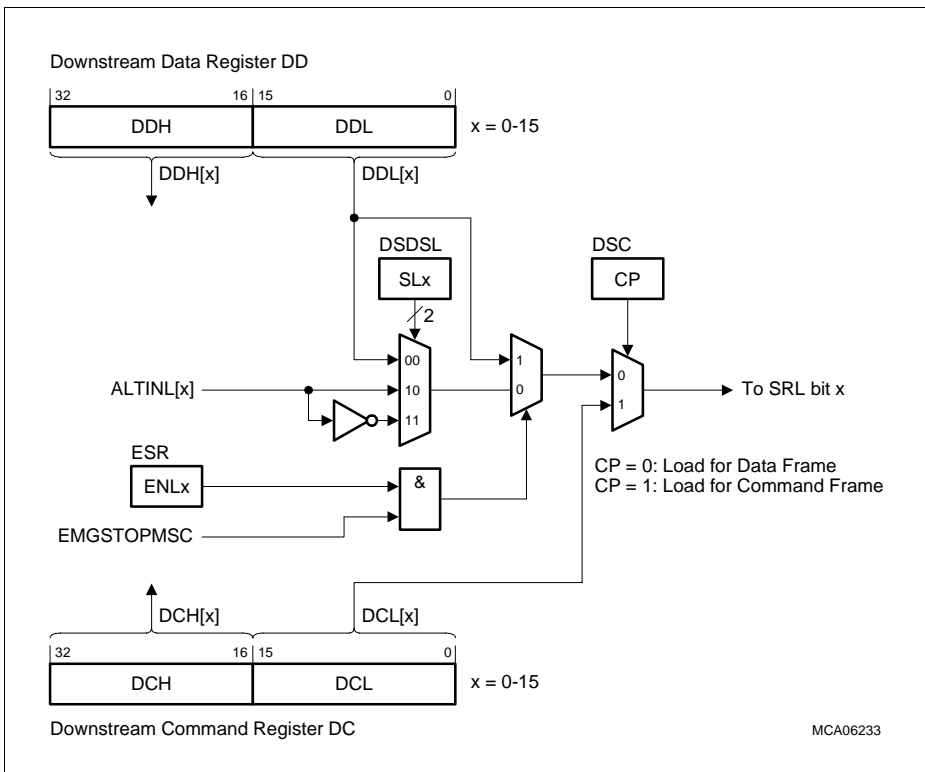 Downstream Data Register DD
32 16 15 0
DDH DDL x = 0-15
DDH[x] DDL[x]
DSDSL DSC
SLx CP
2
00 1
10 0
11
0
1
ALTINL[x] To SRL bit x
ESR
ENLx &
CP = 0: Load for Data Frame
CP = 1: Load for Command Frame
EMGSTOPMSC
DCH[x] DCL[x]
32 16 15 0
DCH DCL x = 0-15
Downstream Command Register DC MCA06233